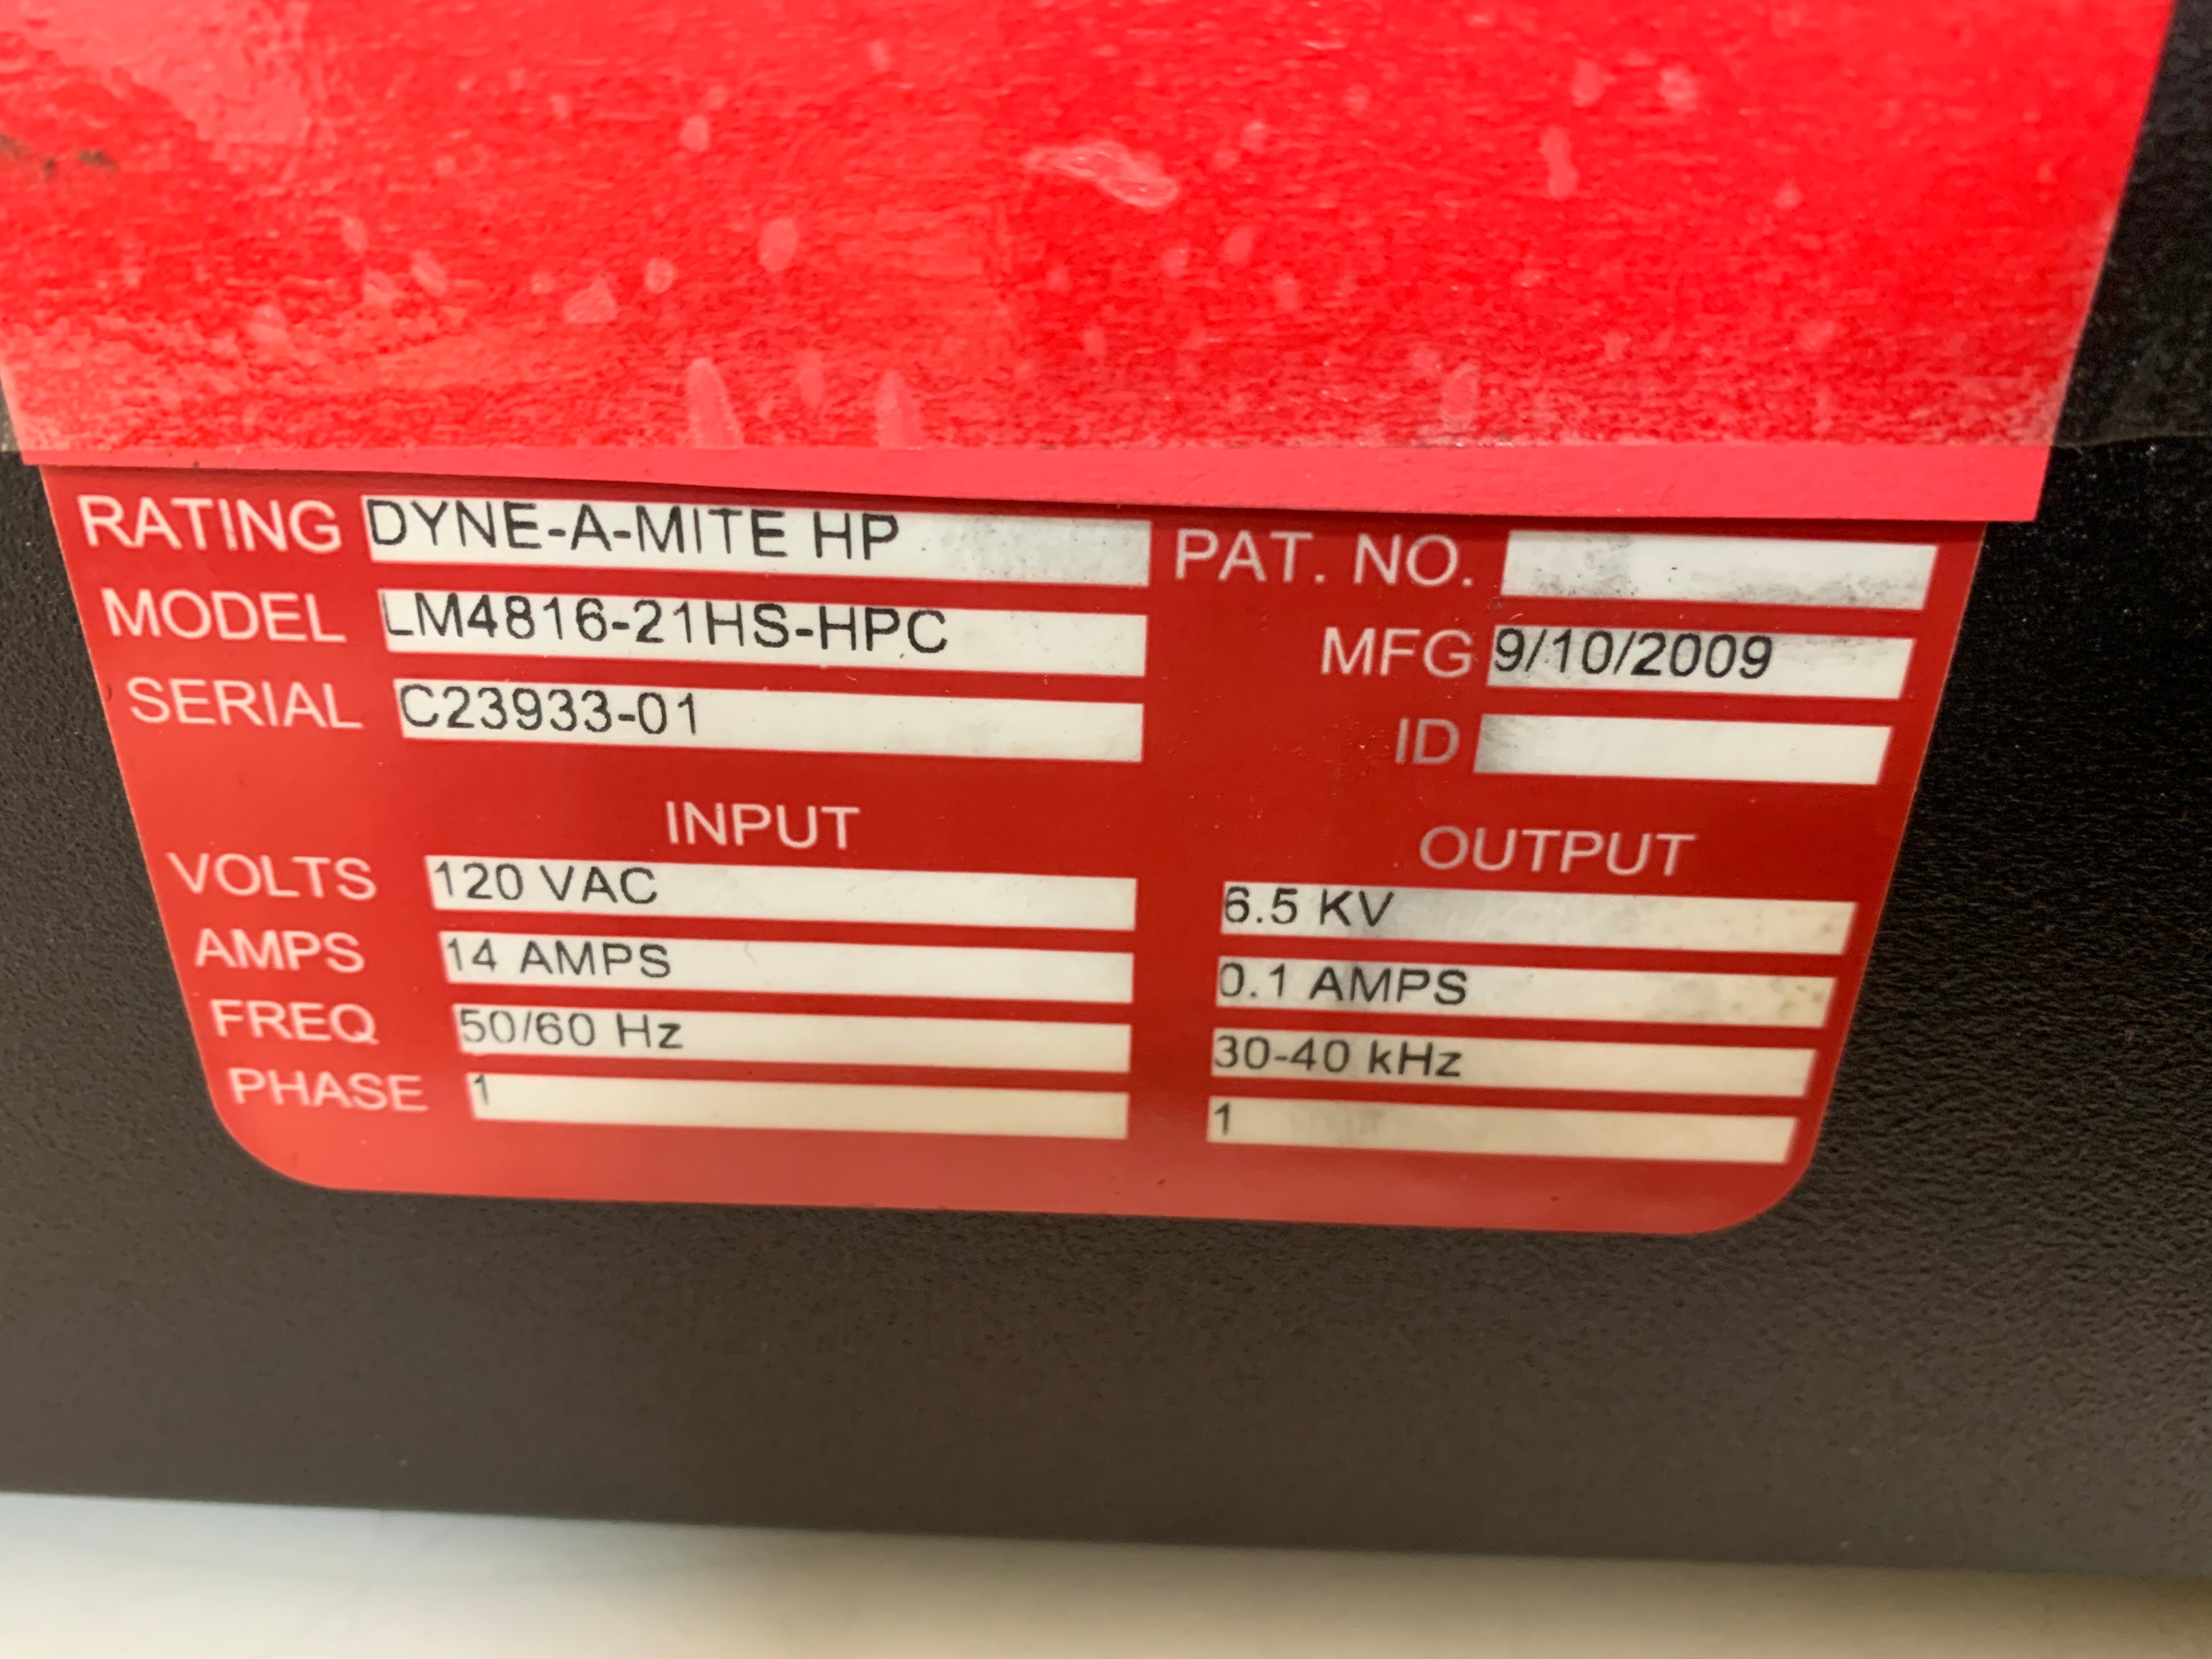 RATING DYNE-A-MITE HP PAT. NO.
MODEL LM4816-21HS-HPC MFG 9/10/2009
SERIAL C23933-01 ID
INPUT OUTPUT
VOLTS 120 VAC 6.5 KV
AMPS 14 AMPS 0.1 AMPS
FREQ 50/60 Hz 30-40 kHz
PHASE 1 1